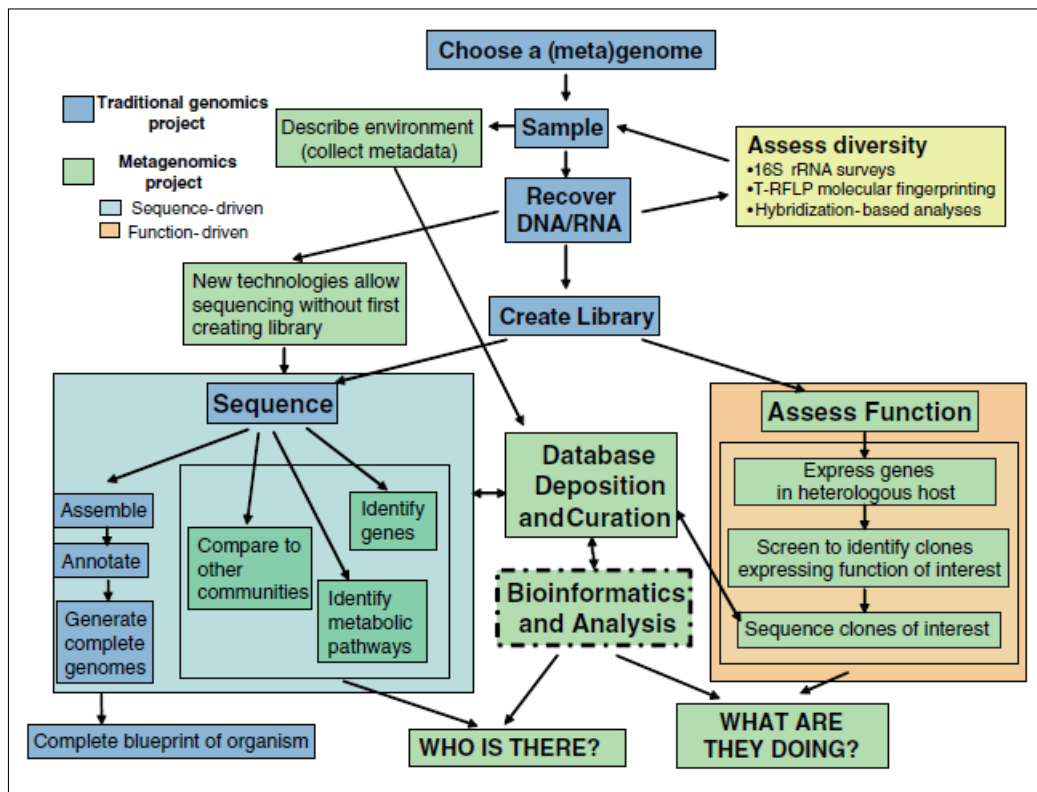 Choose a (meta)genome
Traditional genomics
project
Metagenomics
project
Sequence- driven
Function- driven
Describe environment
(collect metadata)
Sample
Assess diversity
•16S rRNA surveys
•T-RFLP molecular fingerprinting
•Hybridization- based analyses
Recover
DNA/RNA
New technologies allow
sequencing without first
creating library
Create Library
Sequence
Assess Function
Database
Deposition
and Curation
Express genes
in heterologous host
Identify
genes
Assemble
Compare to
other
communities
Annotate
Screen to identify clones
expressing function of interest
Bioinformatics
and Analysis
Identify
metabolic
pathways
Generate
complete
genomes
Sequence clones of interest
Complete blueprint of organism
WHO IS THERE?
WHAT ARE
THEY DOING?